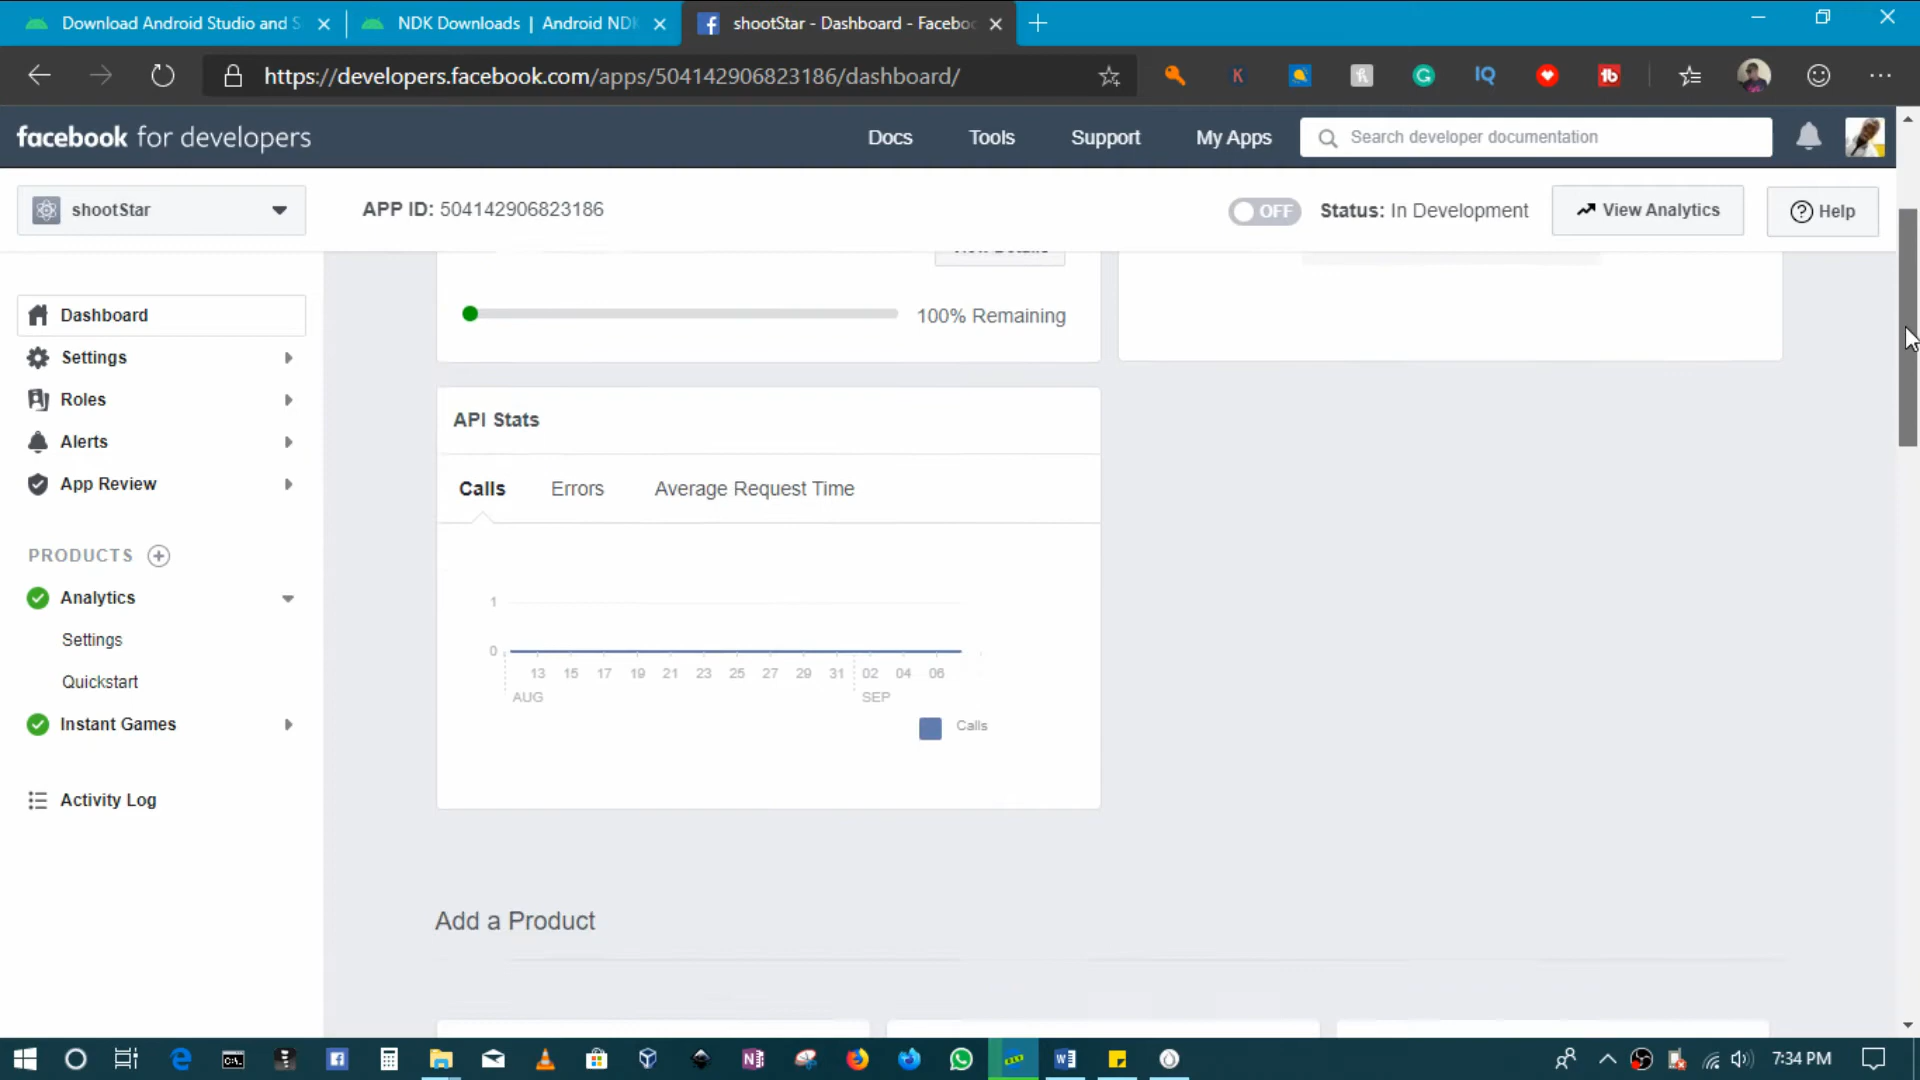 Download Android Studio and S
NDK Downloads | Android NDK
shootStar - Dashboard - Facebo
https://developers.facebook.com/apps/504142906823186/dashboard/
facebook for developers
Docs
Tools
Support
My Apps
Search developer documentation
shootStar
APP ID: 504142906823186
OFF
Status: In Development
View Analytics
Help
Dashboard
Settings
Roles
Alerts
App Review
PRODUCTS
Analytics
Settings
Quickstart
Instant Games
Activity Log
100% Remaining
API Stats
Calls
Errors
Average Request Time
1
0
13 15 17 19 21 23 25 27 29 31 02 04 06
AUG SEP
Calls
Add a Product
7:34 PM